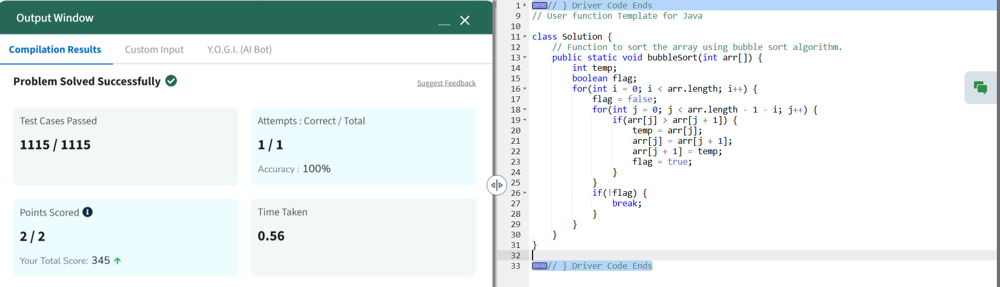 Output Window
Compilation Results Custom Input Y.O.G.I. (AI Bot)
Problem Solved Successfully
Suggest Feedback
Test Cases Passed
1115 / 1115
Attempts : Correct / Total
1 / 1
Accuracy : 100%
Points Scored
2 / 2
Your Total Score: 345
Time Taken
0.56
1 // } Driver Code Ends
9 // User function Template for Java
10
11 class Solution {
12     // Function to sort the array using bubble sort algorithm.
13     public static void bubbleSort(int arr[]) {
14         int temp;
15         boolean flag;
16         for(int i = 0; i < arr.length; i++) {
17             flag = false;
18             for(int j = 0; j < arr.length - 1 - i; j++) {
19                 if(arr[j] > arr[j + 1]) {
20                     temp = arr[j];
21                     arr[j] = arr[j + 1];
22                     arr[j + 1] = temp;
23                     flag = true;
24                 }
25             }
26             if(!flag) {
27                 break;
28             }
29         }
30     }
31 }
32
33 // } Driver Code Ends